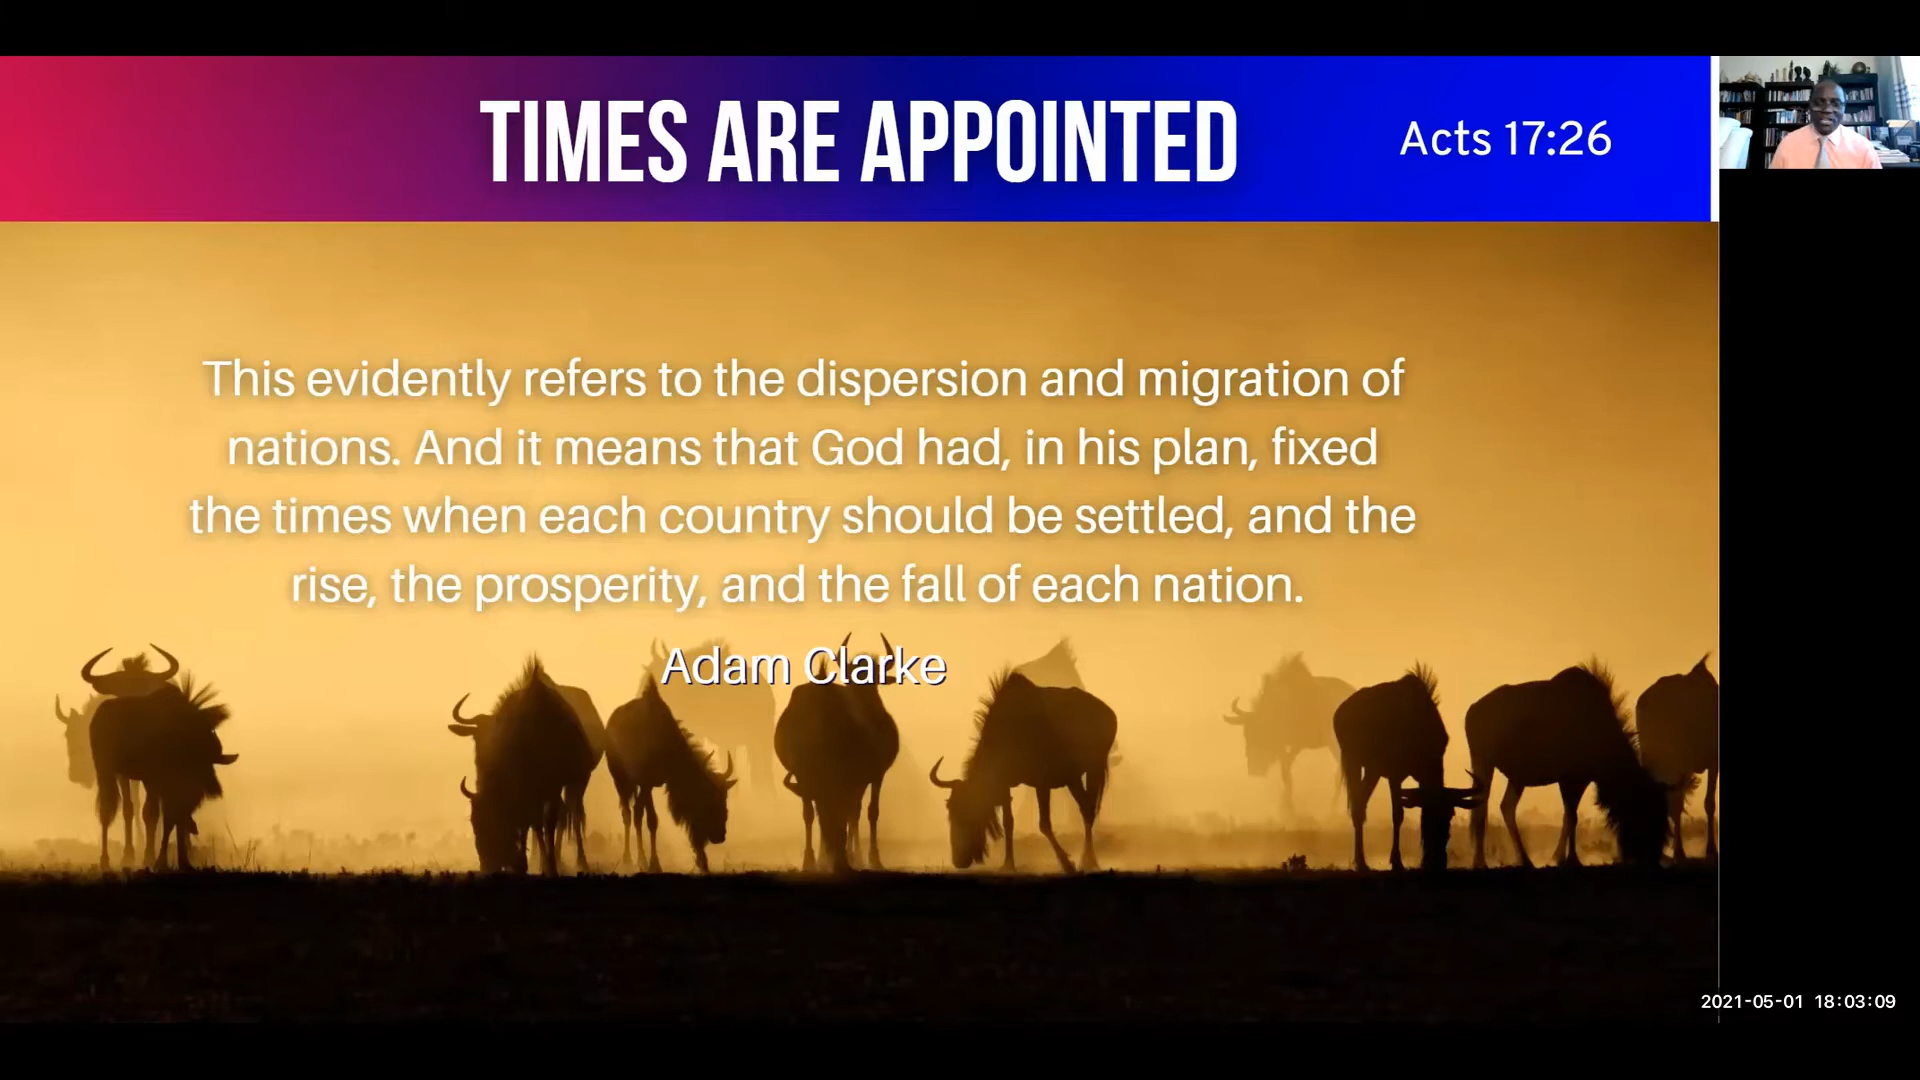 TIMES ARE APPOINTED
Acts 17:26
This evidently refers to the dispersion and migration of
nations. And it means that God had, in his plan, fixed
the times when each country should be settled, and the
rise, the prosperity, and the fall of each nation.
Adam Clarke
2021-05-01 18:03:09